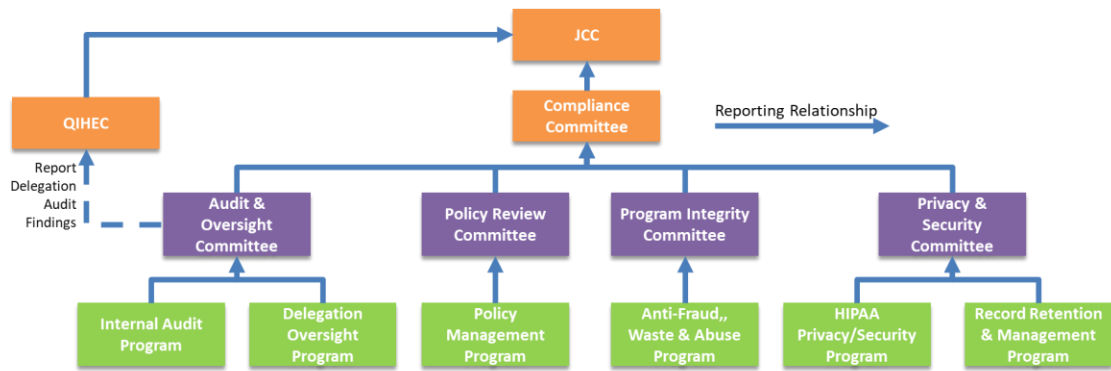 JCC
QIHEC
Compliance
Committee
Reporting Relationship
Report
Delegation
Audit
Findings
Audit &
Oversight
Committee
Policy Review
Committee
Program Integrity
Committee
Privacy &
Security
Committee
Internal Audit
Program
Delegation
Oversight
Program
Policy
Management
Program
Anti-Fraud,,
Waste & Abuse
Program
HIPAA
Privacy/Security
Program
Record Retention
& Management
Program